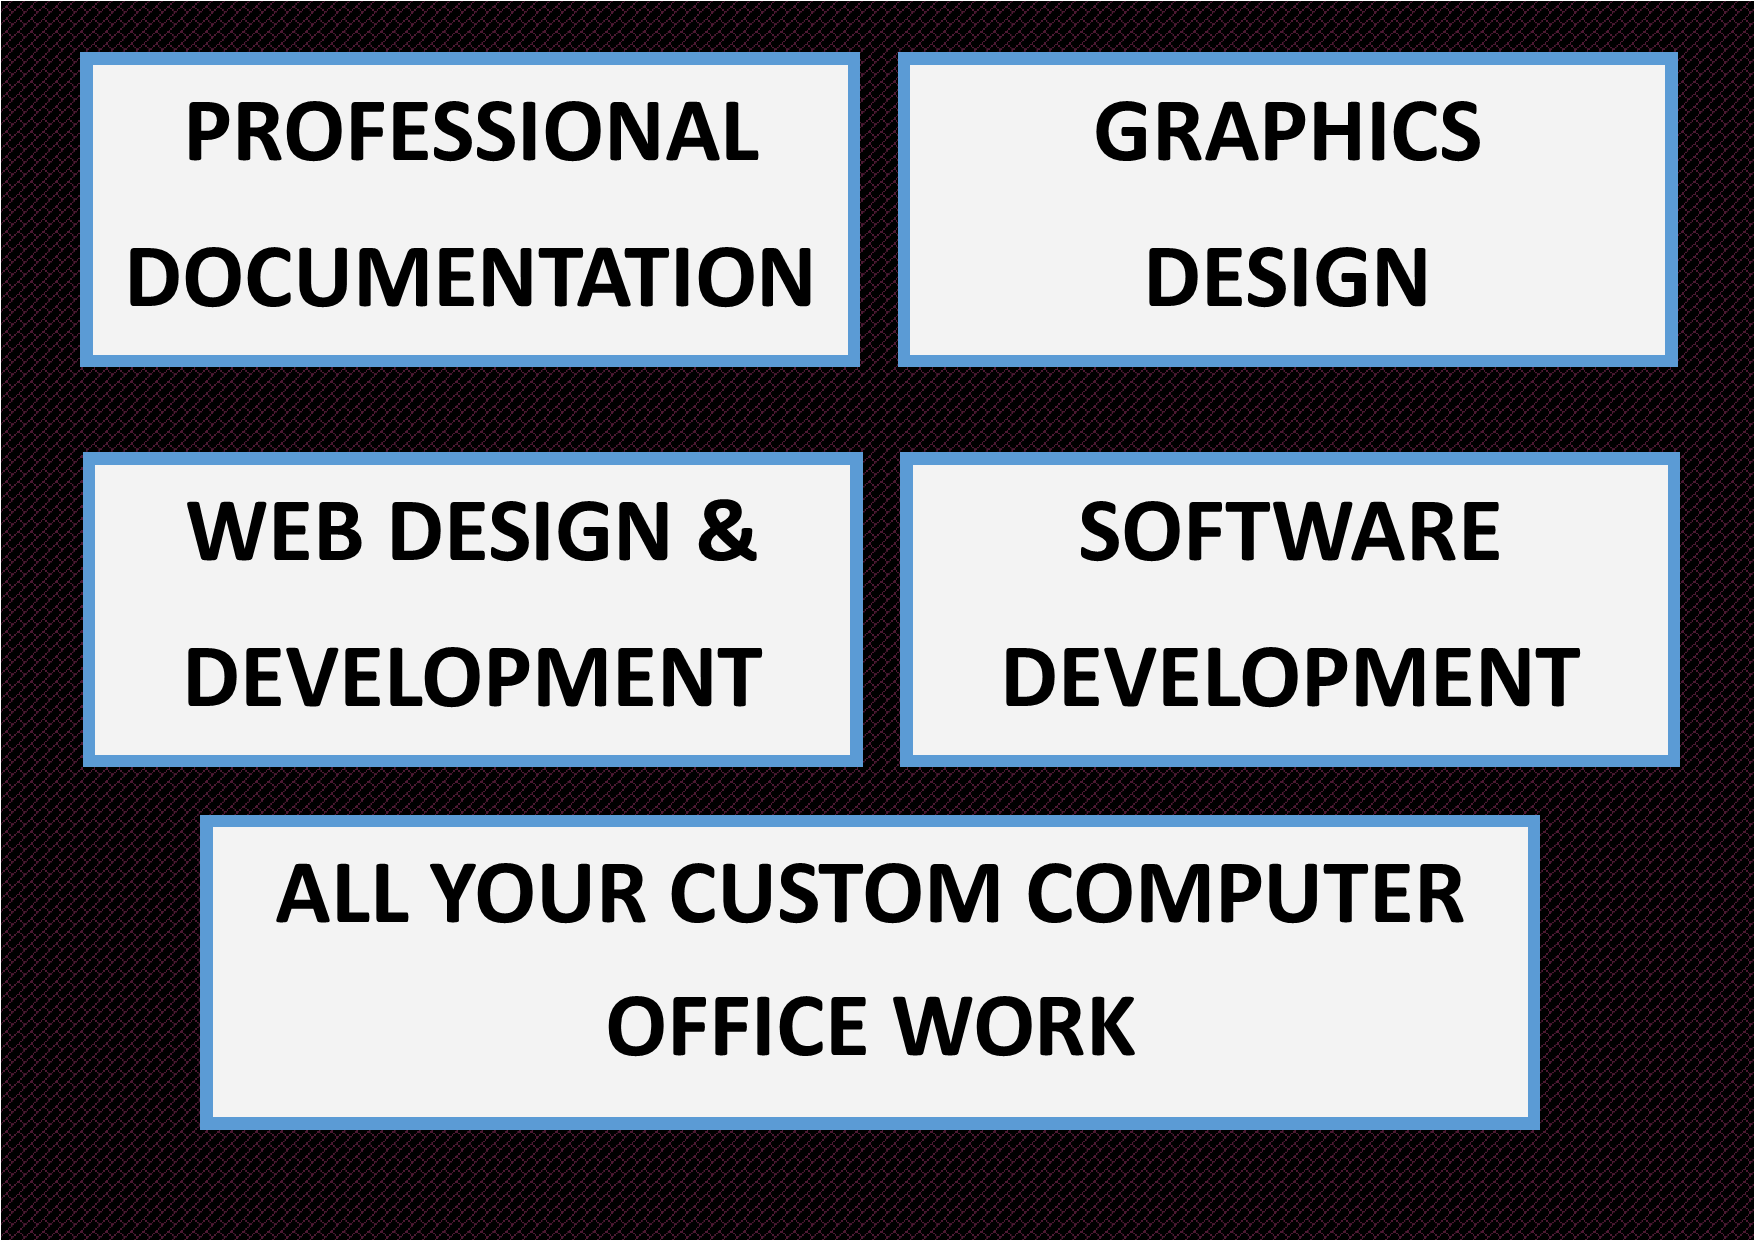 PROFESSIONAL
DOCUMENTATION
GRAPHICS
DESIGN
WEB DESIGN &
DEVELOPMENT
SOFTWARE
DEVELOPMENT
ALL YOUR CUSTOM COMPUTER
OFFICE WORK